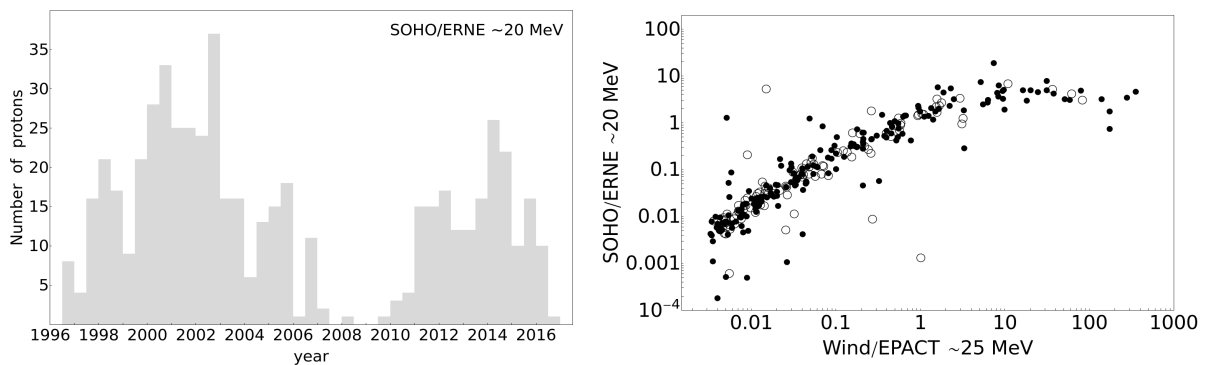 SOHO/ERNE ~20 MeV
35
30
25
20
15
10
5
Number of protons
1996 1998 2000 2002 2004 2006 2008 2010 2012 2014 2016
year
100
10
1
0.1
0.01
0.001
10⁻⁴
SOHO/ERNE ~20 MeV
0.01 0.1 1 10 100 1000
Wind/EPACT ~25 MeV